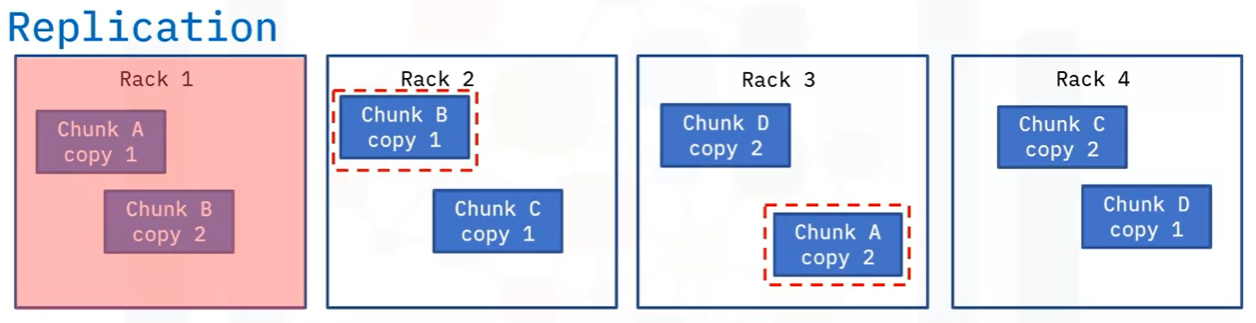 Replication
Rack 1
Chunk A
copy 1
Chunk B
copy 2
Rack 2
Chunk B
copy 1
Chunk C
copy 1
Rack 3
Chunk D
copy 2
Chunk A
copy 2
Rack 4
Chunk C
copy 2
Chunk D
copy 1